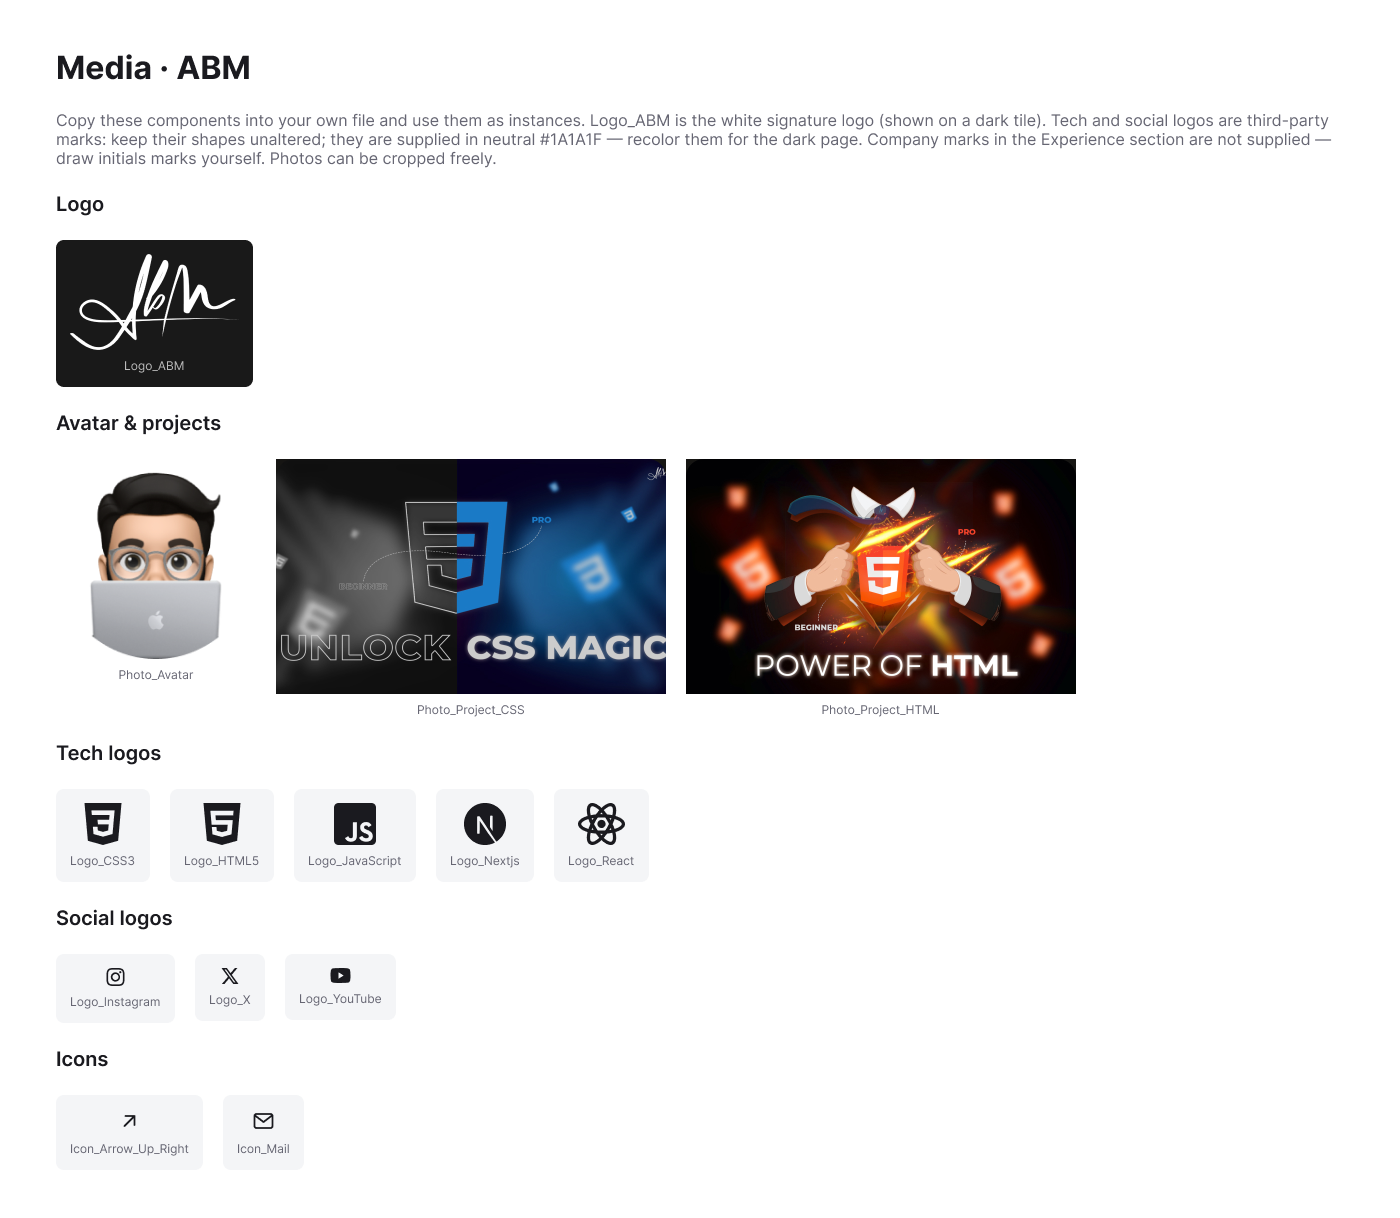 Media · ABM
Copy these components into your own file and use them as instances. Logo_ABM is the white signature logo (shown on a dark tile). Tech and social logos are third-party
marks: keep their shapes unaltered; they are supplied in neutral #1A1A1F — recolor them for the dark page. Company marks in the Experience section are not supplied —
draw initials marks yourself. Photos can be cropped freely.
Logo
AbM
Logo_ABM
Avatar & projects
Photo_Avatar
PRO
BEGINNER
UNLOCK CSS MAGIC
Photo_Project_CSS
PRO
BEGINNER
POWER OF HTML
Photo_Project_HTML
Tech logos
JS
N
Logo_CSS3
Logo_HTML5
Logo_JavaScript
Logo_Nextjs
Logo_React
Social logos
Logo_Instagram
Logo_X
Logo_YouTube
Icons
Icon_Arrow_Up_Right
Icon_Mail